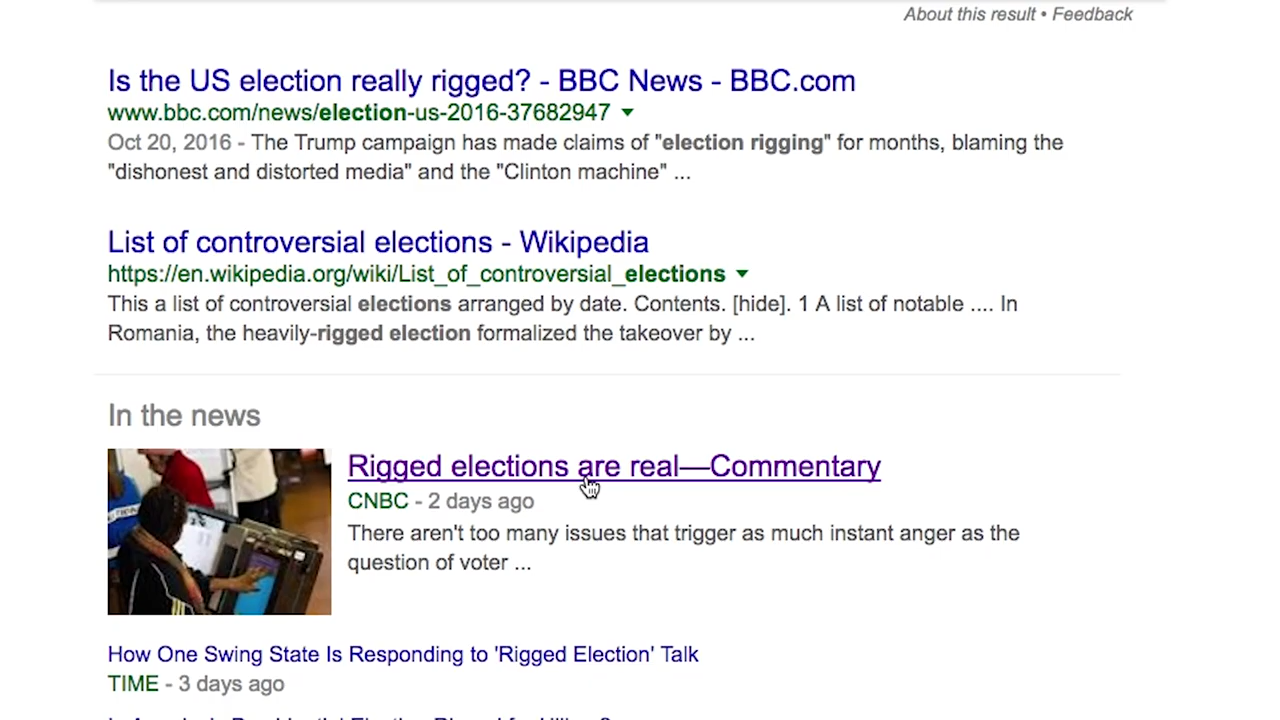 About this result • Feedback
Is the US election really rigged? - BBC News - BBC.com
www.bbc.com/news/election-us-2016-37682947
Oct 20, 2016 - The Trump campaign has made claims of "election rigging" for months, blaming the
"dishonest and distorted media" and the "Clinton machine" ...
List of controversial elections - Wikipedia
https://en.wikipedia.org/wiki/List_of_controversial_elections
This a list of controversial elections arranged by date. Contents. [hide]. 1 A list of notable .... In
Romania, the heavily-rigged election formalized the takeover by ...
In the news
Rigged elections are real—Commentary
CNBC - 2 days ago
There aren't too many issues that trigger as much instant anger as the
question of voter ...
How One Swing State Is Responding to 'Rigged Election' Talk
TIME - 3 days ago